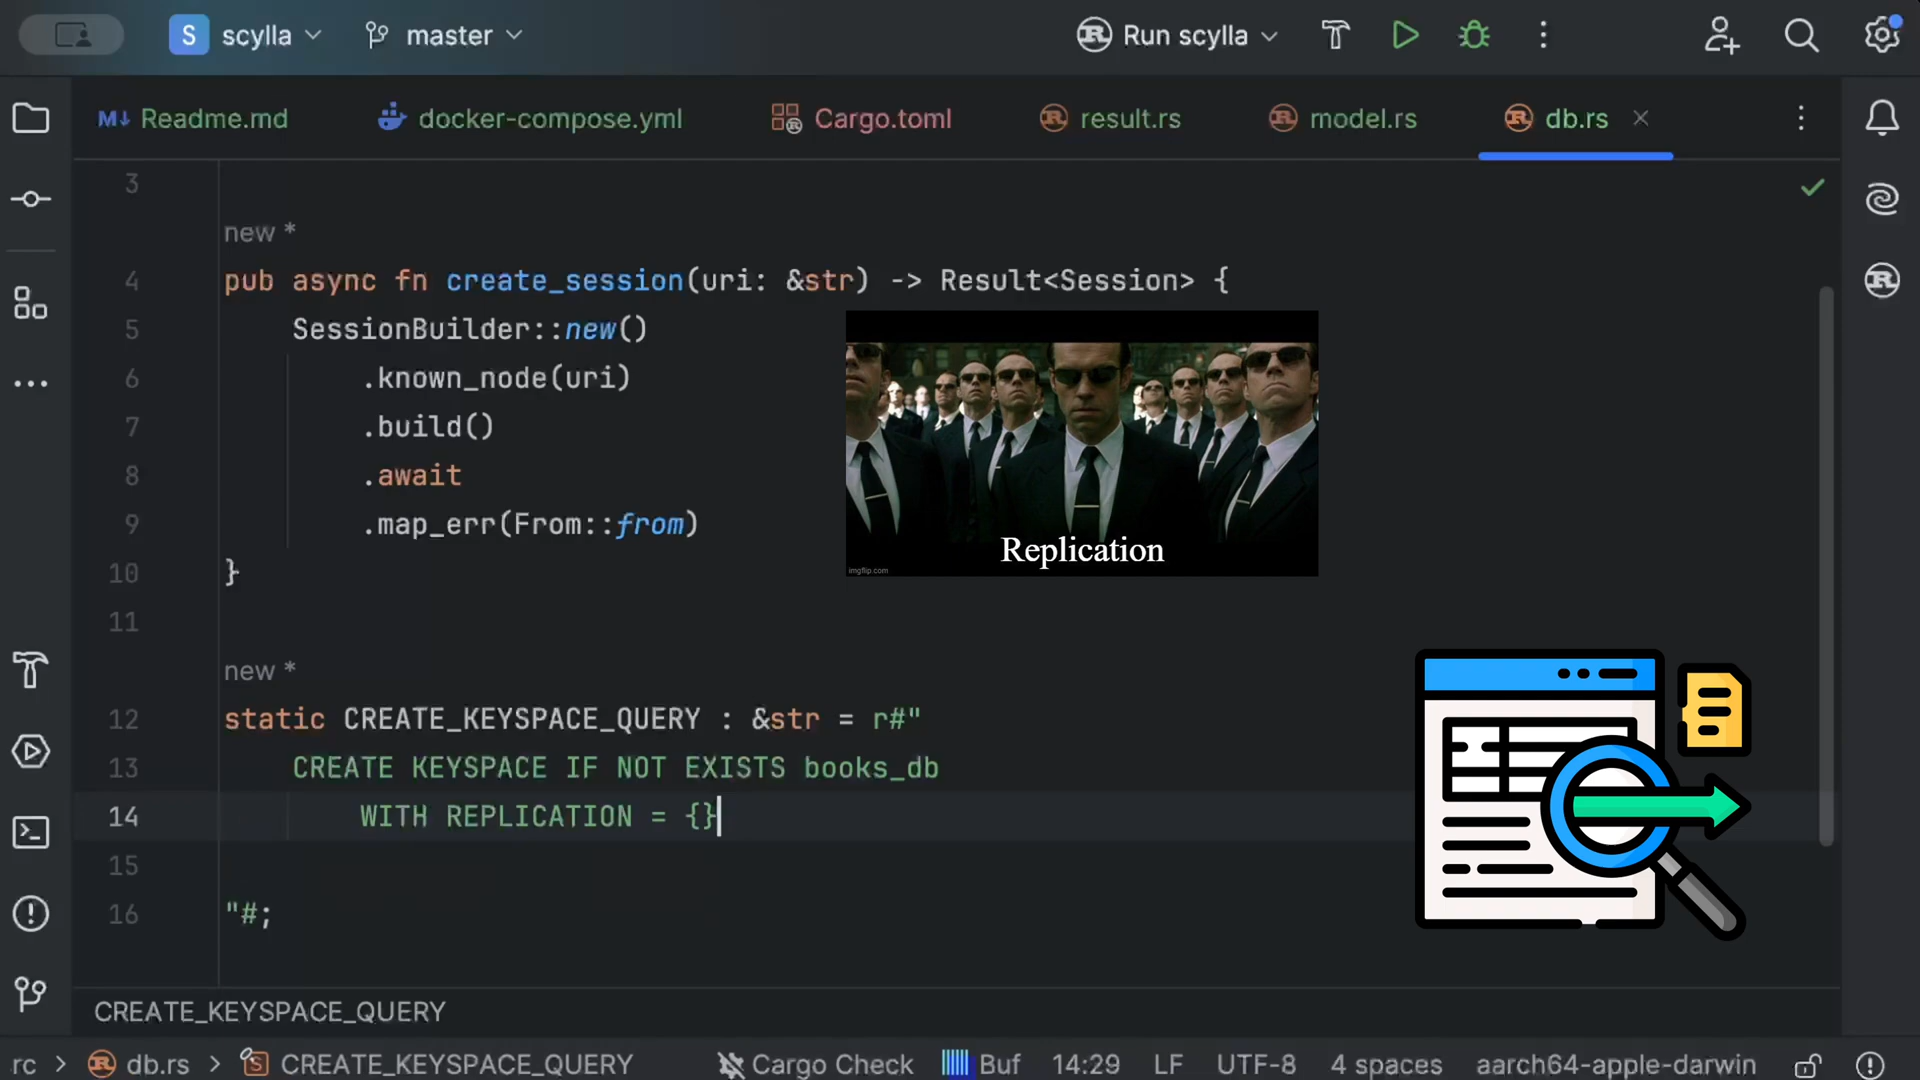 S scylla master Run scylla
M↓ Readme.md docker-compose.yml Cargo.toml result.rs model.rs db.rs
3
new *
4 pub async fn create_session(uri: &str) -> Result<Session> {
5 SessionBuilder::new()
6 .known_node(uri)
7 .build()
8 .await
9 .map_err(From::from)
10 }
11
Replication
imgflip.com
new *
12 static CREATE_KEYSPACE_QUERY : &str = r#"
13 CREATE KEYSPACE IF NOT EXISTS books_db
14 WITH REPLICATION = {}
15
16 "#;
CREATE_KEYSPACE_QUERY
rc > db.rs > CREATE_KEYSPACE_QUERY Cargo Check Buf 14:29 LF UTF-8 4 spaces aarch64-apple-darwin